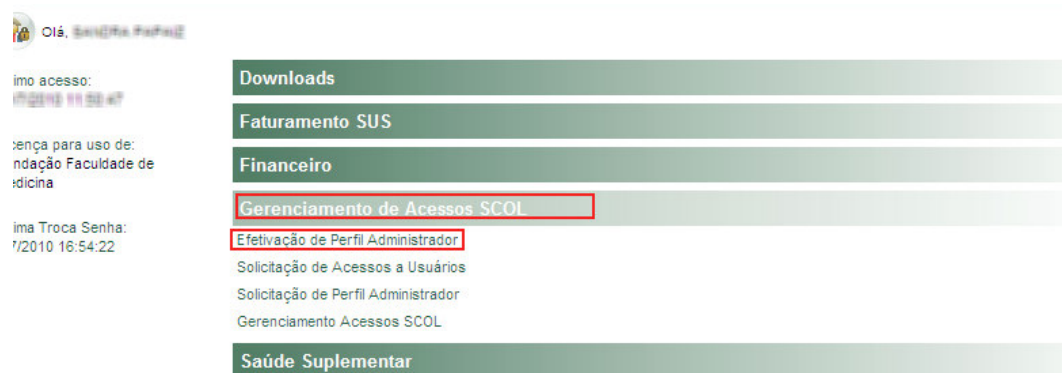 Olá,
imo acesso:
ença para uso de:
ndação Faculdade de
edicina
ima Troca Senha:
7/2010 16:54:22
Downloads
Faturamento SUS
Financeiro
Gerenciamento de Acessos SCOL
Efetivação de Perfil Administrador
Solicitação de Acessos a Usuários
Solicitação de Perfil Administrador
Gerenciamento Acessos SCOL
Saúde Suplementar